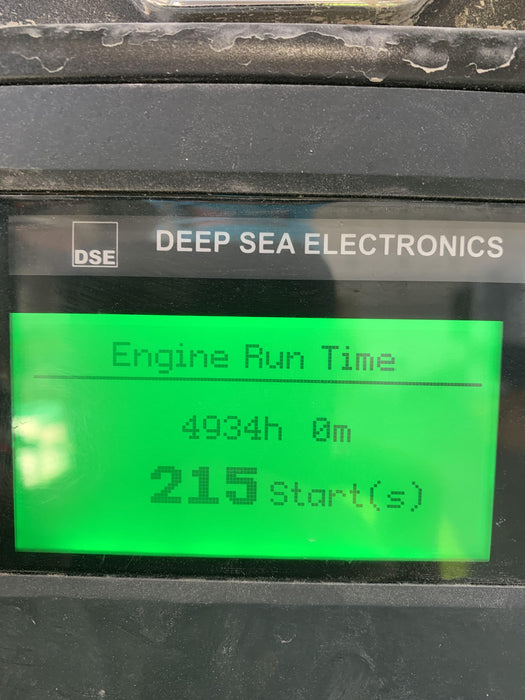 DSE DEEP SEA ELECTRONICS
Engine Run Time
4934h 0m
215 Start(s)